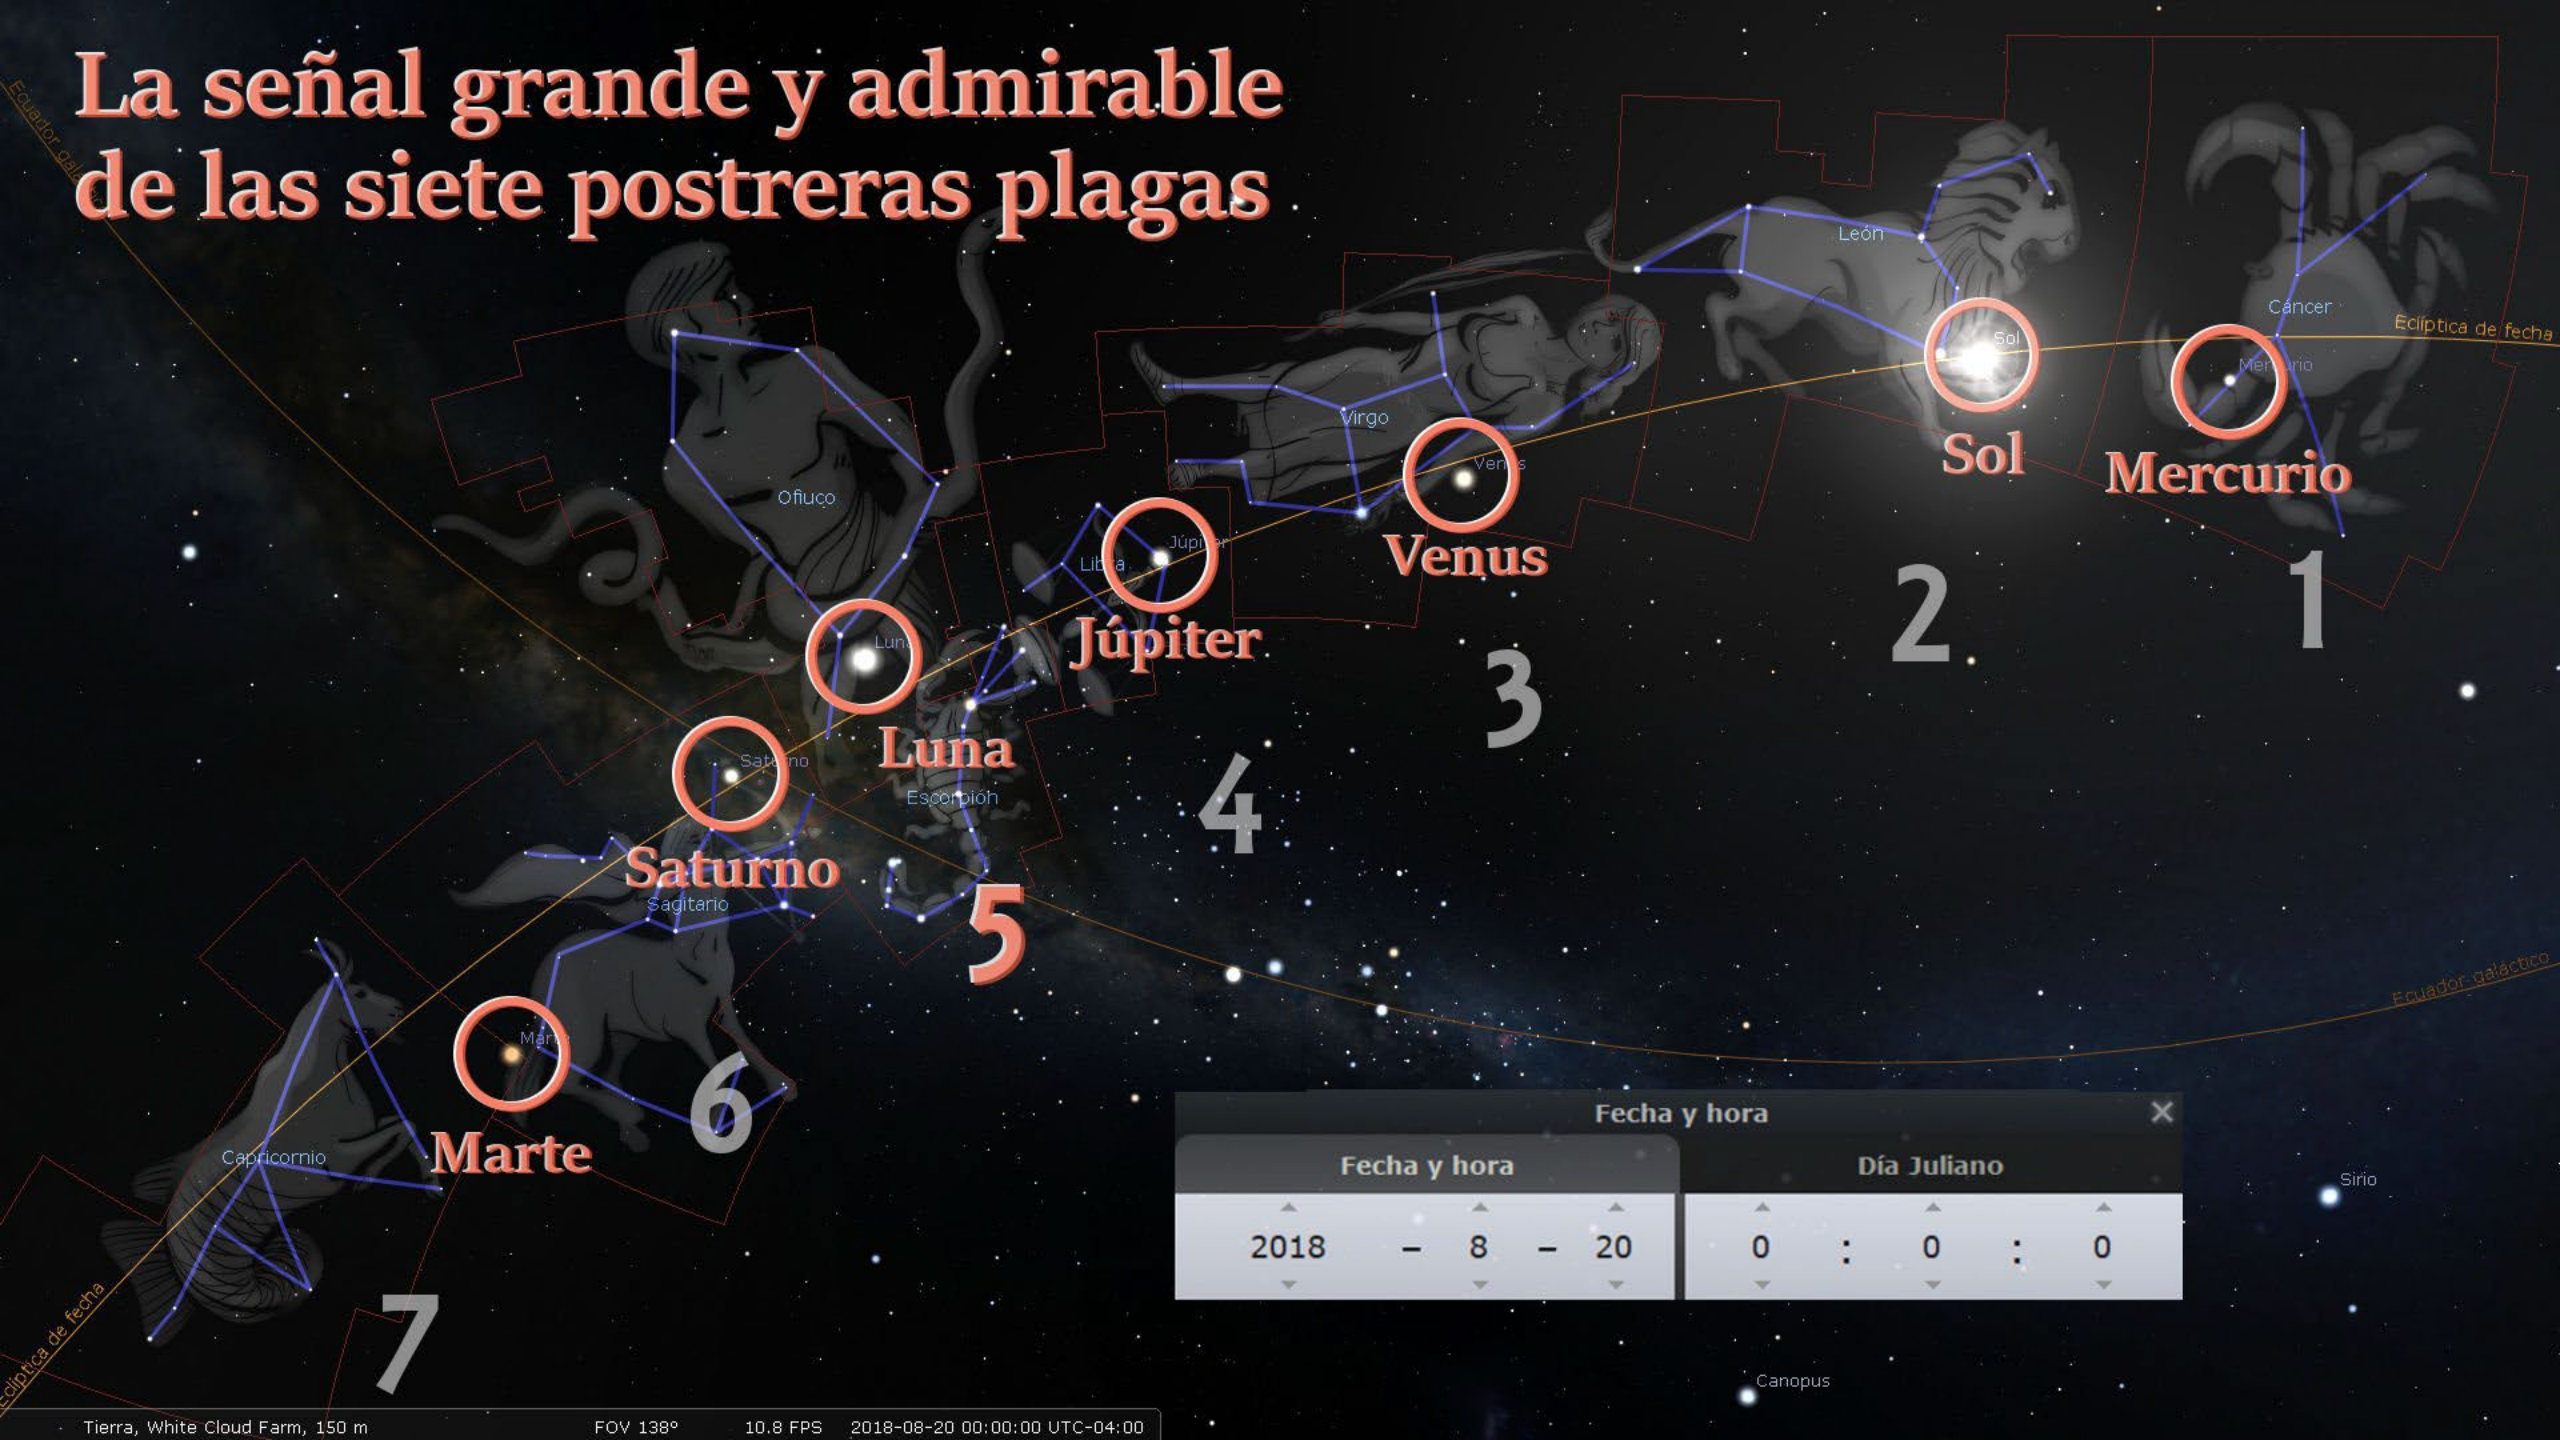 La señal grande y admirable
de las siete postreras plagas
Ecuador galáctico
León
Sol
Cáncer
Eclíptica de fecha
Mercurio
Sol
Mercurio
Virgo
Venus
Venus
Ofiuco
Júpiter
Libra
Júpiter
Luna
Luna
Saturno
Saturno
Escorpión
Sagitario
1
2
3
4
5
6
7
Marte
Marte
Capricornio
Ecuador galáctico
Fecha y hora
Fecha y hora
Día Juliano
2018 – 8 – 20
0 : 0 : 0
Sirio
Canopus
Eclíptica de fecha
Tierra, White Cloud Farm, 150 m FOV 138º 10.8 FPS 2018-08-20 00:00:00 UTC-04:00